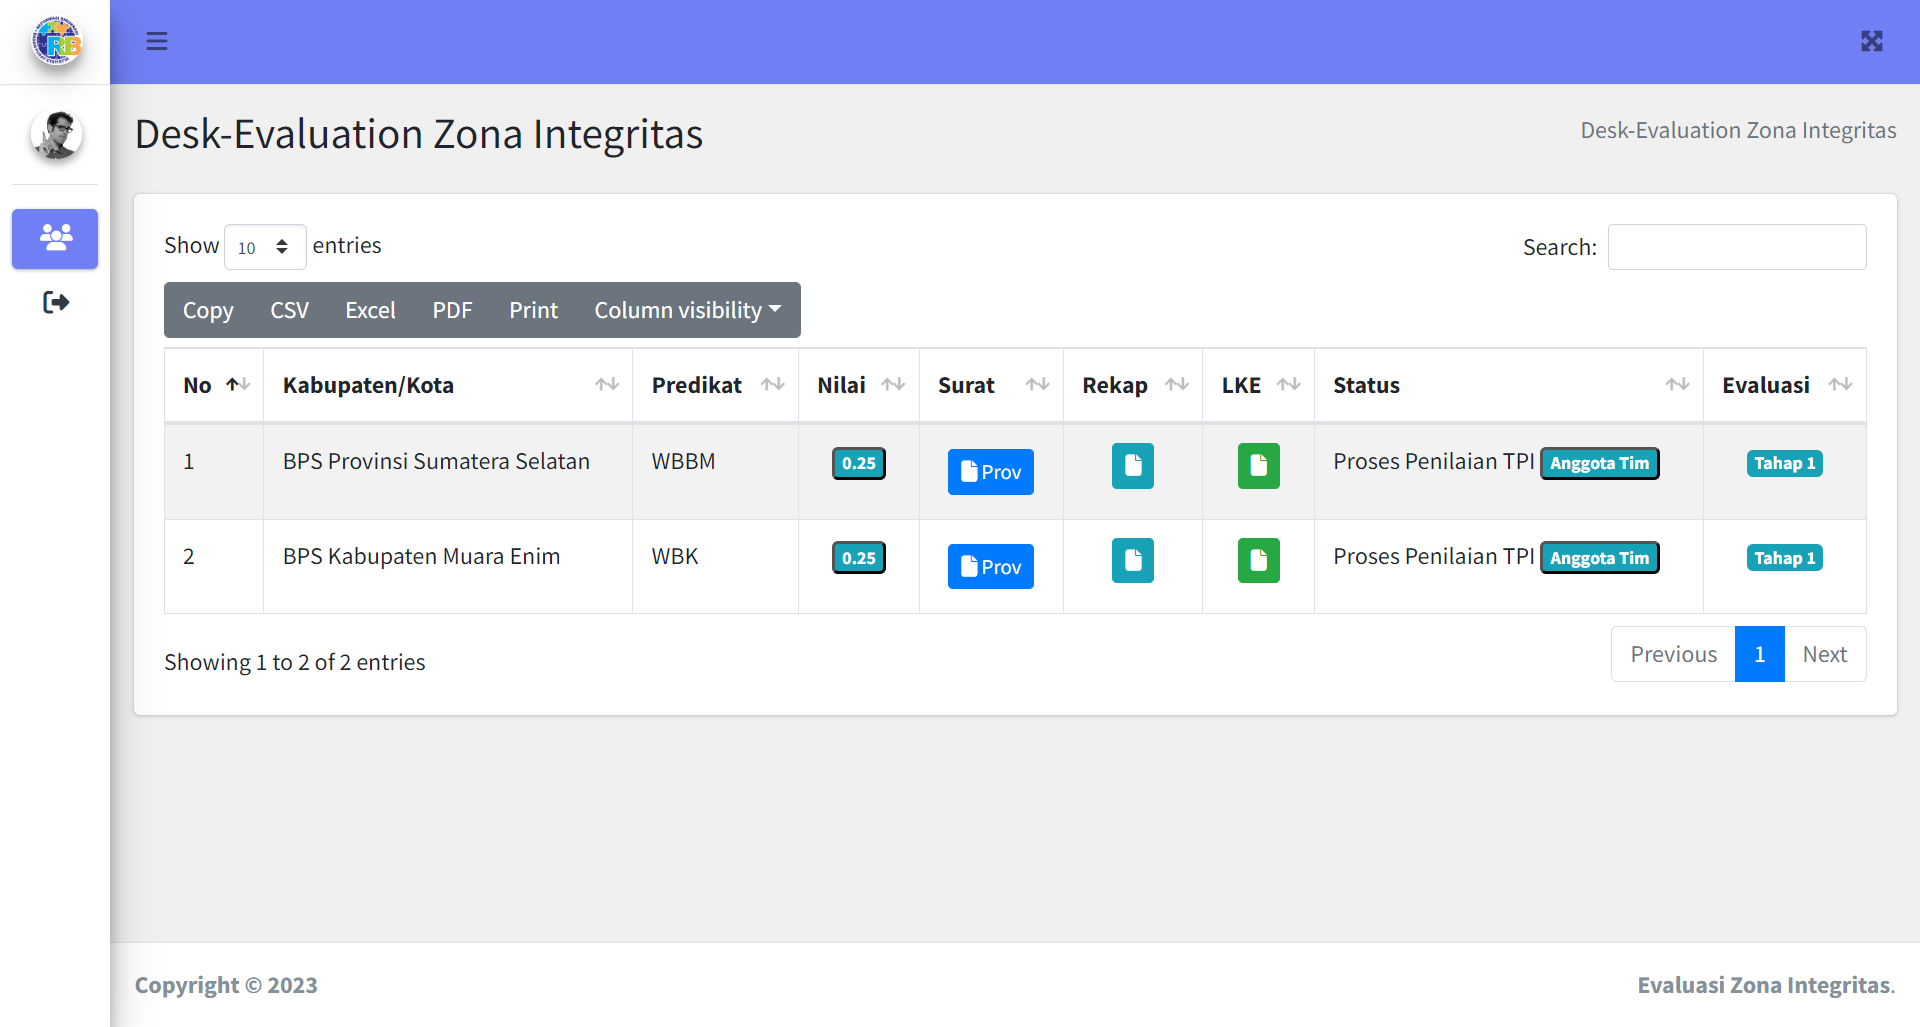 RB
Desk-Evaluation Zona Integritas
Desk-Evaluation Zona Integritas
Show 10 entries
Search:
Copy CSV Excel PDF Print Column visibility
No Kabupaten/Kota Predikat Nilai Surat Rekap LKE Status Evaluasi
1 BPS Provinsi Sumatera Selatan WBBM 0.25 Prov Proses Penilaian TPI Anggota Tim Tahap 1
2 BPS Kabupaten Muara Enim WBK 0.25 Prov Proses Penilaian TPI Anggota Tim Tahap 1
Showing 1 to 2 of 2 entries
Previous 1 Next
Copyright © 2023
Evaluasi Zona Integritas.